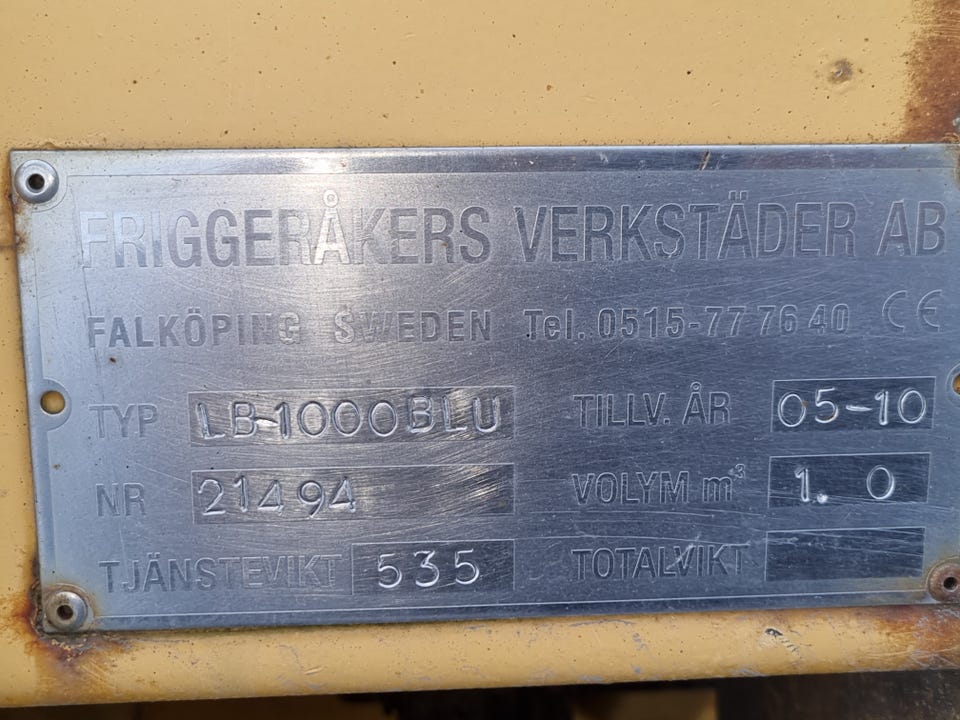 FRIGGERÅKERS VERKSTÄDER AB
FALKÖPING SWEDEN Tel. 0515-77 76 40 CE
TYP LB-1000BLU TILLV. ÅR 05-10
NR 21494 VOLYM m³ 1.0
TJÄNSTEVIKT 535 TOTALVIKT